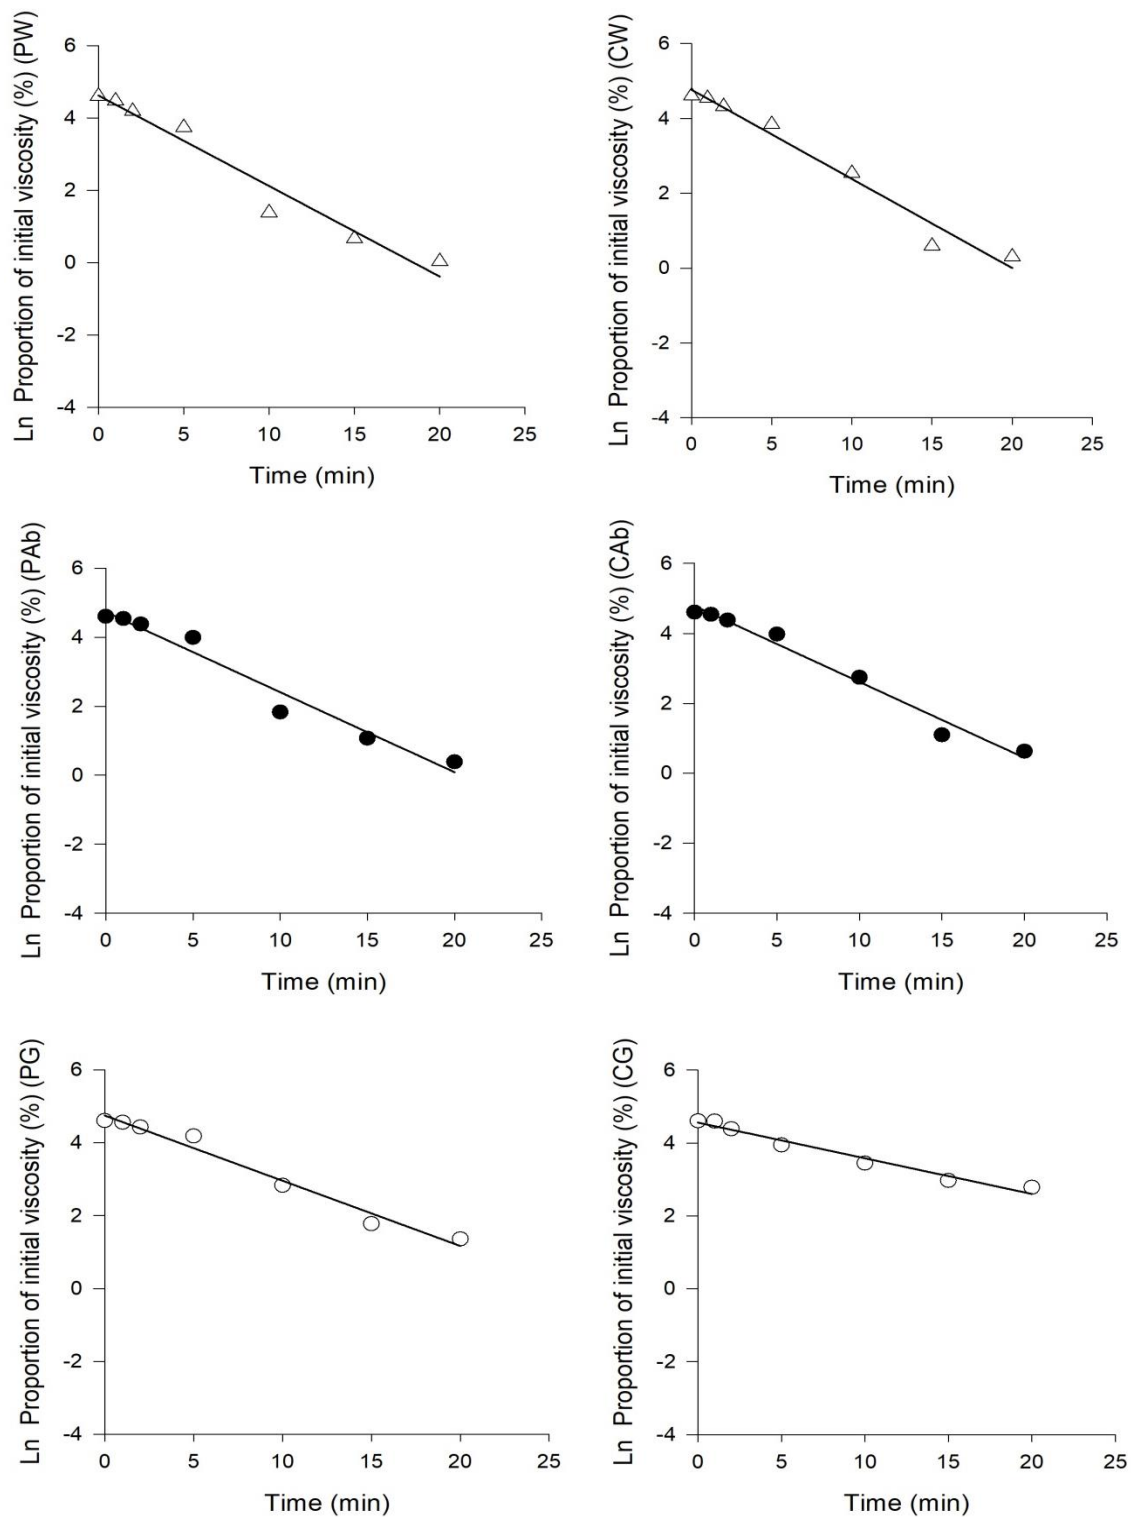 Ln Proportion of initial viscosity (%) (PW)
6
4
2
0
-2
-4
0 5 10 15 20 25
Time (min)
Ln Proportion of initial viscosity (%) (CW)
6
4
2
0
-2
-4
0 5 10 15 20 25
Time (min)
Ln Proportion of initial viscosity (%) (PAb)
6
4
2
0
-2
-4
0 5 10 15 20 25
Time (min)
Ln Proportion of initial viscosity (%) (CAb)
6
4
2
0
-2
-4
0 5 10 15 20 25
Time (min)
Ln Proportion of initial viscosity (%) (PG)
6
4
2
0
-2
-4
0 5 10 15 20 25
Time (min)
Ln Proportion of initial viscosity (%) (CG)
6
4
2
0
-2
-4
0 5 10 15 20 25
Time (min)